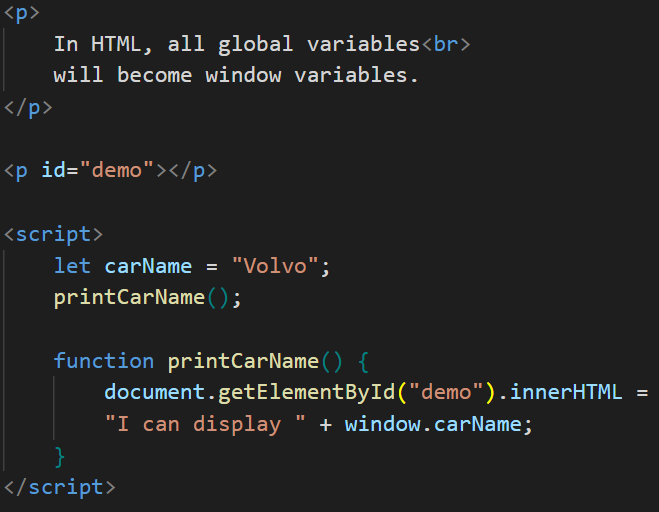 <p>
In HTML, all global variables<br>
will become window variables.
</p>
<p id="demo"></p>
<script>
let carName = "Volvo";
printCarName();
function printCarName() {
document.getElementById("demo").innerHTML =
"I can display " + window.carName;
}
</script>